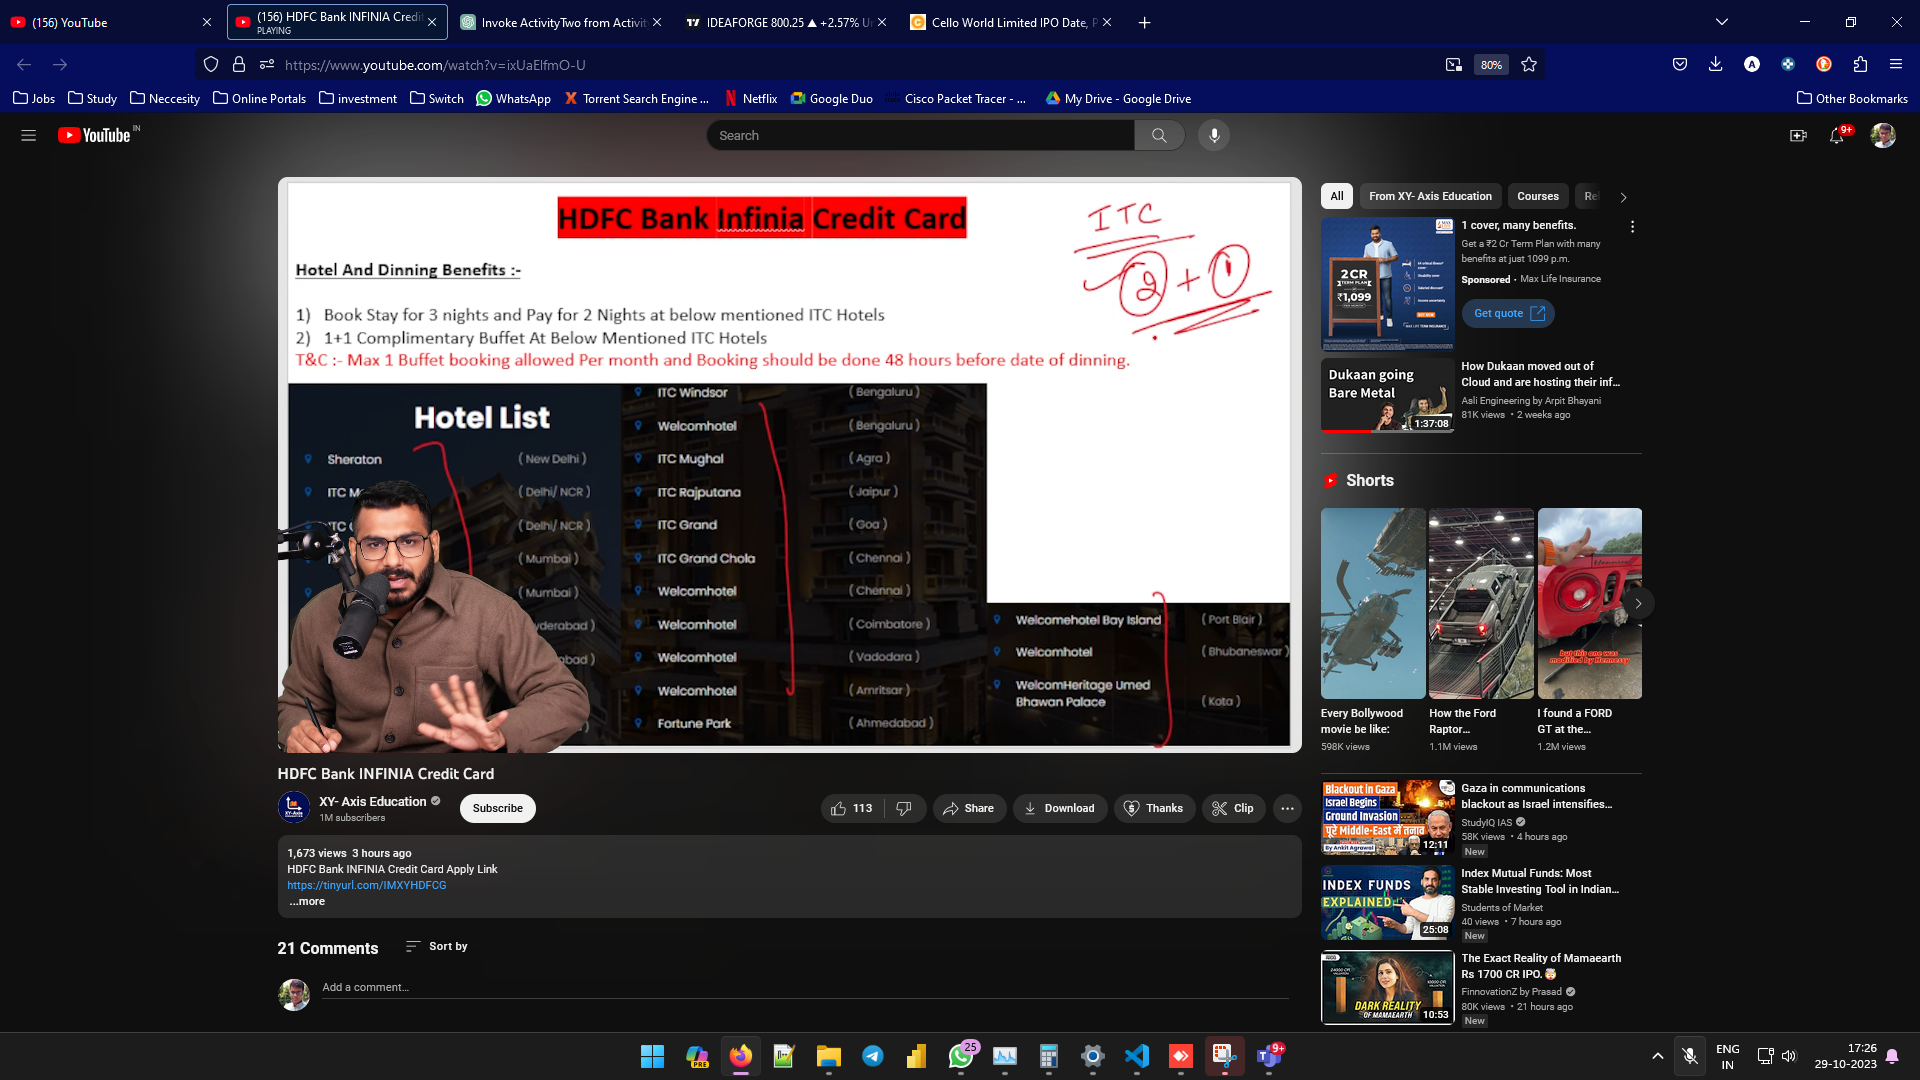 (156) YouTube
(156) HDFC Bank INFINIA Credi
PLAYING
Invoke ActivityTwo from Activit
IDEAFORGE 800.25 ▲ +2.57% U
Cello World Limited IPO Date, P
https://www.youtube.com/watch?v=ixUaElfmO-U
80%
Jobs
Study
Neccesity
Online Portals
investment
Switch
WhatsApp
Torrent Search Engine ...
Netflix
Google Duo
Cisco Packet Tracer - ...
My Drive - Google Drive
Other Bookmarks
YouTube IN
Search
9+
HDFC Bank Infinia Credit Card
ITC
2 + 1
Hotel And Dinning Benefits :-
1) Book Stay for 3 nights and Pay for 2 Nights at below mentioned ITC Hotels
2) 1+1 Complimentary Buffet At Below Mentioned ITC Hotels
T&C :- Max 1 Buffet booking allowed Per month and Booking should be done 48 hours before date of dinning.
Hotel List
Sheraton ( New Delhi )
ITC M ( Delhi/ NCR )
ITC ( Delhi/ NCR )
( Mumbai )
( Mumbai )
yderabad )
abad )
ITC Windsor ( Bengaluru )
Welcomhotel ( Bengaluru )
ITC Mughal ( Agra )
ITC Rajputana ( Jaipur )
ITC Grand ( Goa )
ITC Grand Chola ( Chennai )
Welcomhotel ( Chennai )
Welcomhotel ( Coimbatore )
Welcomhotel ( Vadodara )
Welcomhotel ( Amritsar )
Fortune Park ( Ahmedabad )
Welcomehotel Bay Island ( Port Blair )
Welcomhotel ( Bhubaneswar )
WelcomHeritage Umed
Bhawan Palace ( Kota )
HDFC Bank INFINIA Credit Card
XY- Axis Education
1M subscribers
Subscribe
113
Share
Download
Thanks
Clip
1,673 views 3 hours ago
HDFC Bank INFINIA Credit Card Apply Link
https://tinyurl.com/IMXYHDFCG
...more
21 Comments
Sort by
Add a comment...
All
From XY- Axis Education
Courses
Rel
2 CR
TERM PLAN
₹1,099
1 cover, many benefits.
Get a ₹2 Cr Term Plan with many
benefits at just 1099 p.m.
Sponsored · Max Life Insurance
Get quote
Dukaan going
Bare Metal
1:37:08
How Dukaan moved out of
Cloud and are hosting their inf...
Asli Engineering by Arpit Bhayani
81K views • 2 weeks ago
Shorts
but this one was
modified by Hennessy
Every Bollywood
movie be like:
598K views
How the Ford
Raptor...
1.1M views
I found a FORD
GT at the...
1.2M views
Blackout in Gaza
Israel Begins
Ground Invasion
पूरे Middle-East में तनाव
By Ankit Agrawal
12:11
Gaza in communications
blackout as Israel intensifies...
StudyIQ IAS
58K views • 4 hours ago
New
INDEX FUNDS
EXPLAINED
25:08
Index Mutual Funds: Most
Stable Investing Tool in Indian...
Students of Market
40 views • 7 hours ago
New
DARK REALITY
OF MAMAEARTH
10:53
The Exact Reality of Mamaearth
Rs 1700 CR IPO.🤯
FinnovationZ by Prasad
80K views • 21 hours ago
New
PRE
25
9+
ENG
IN
17:26
29-10-2023